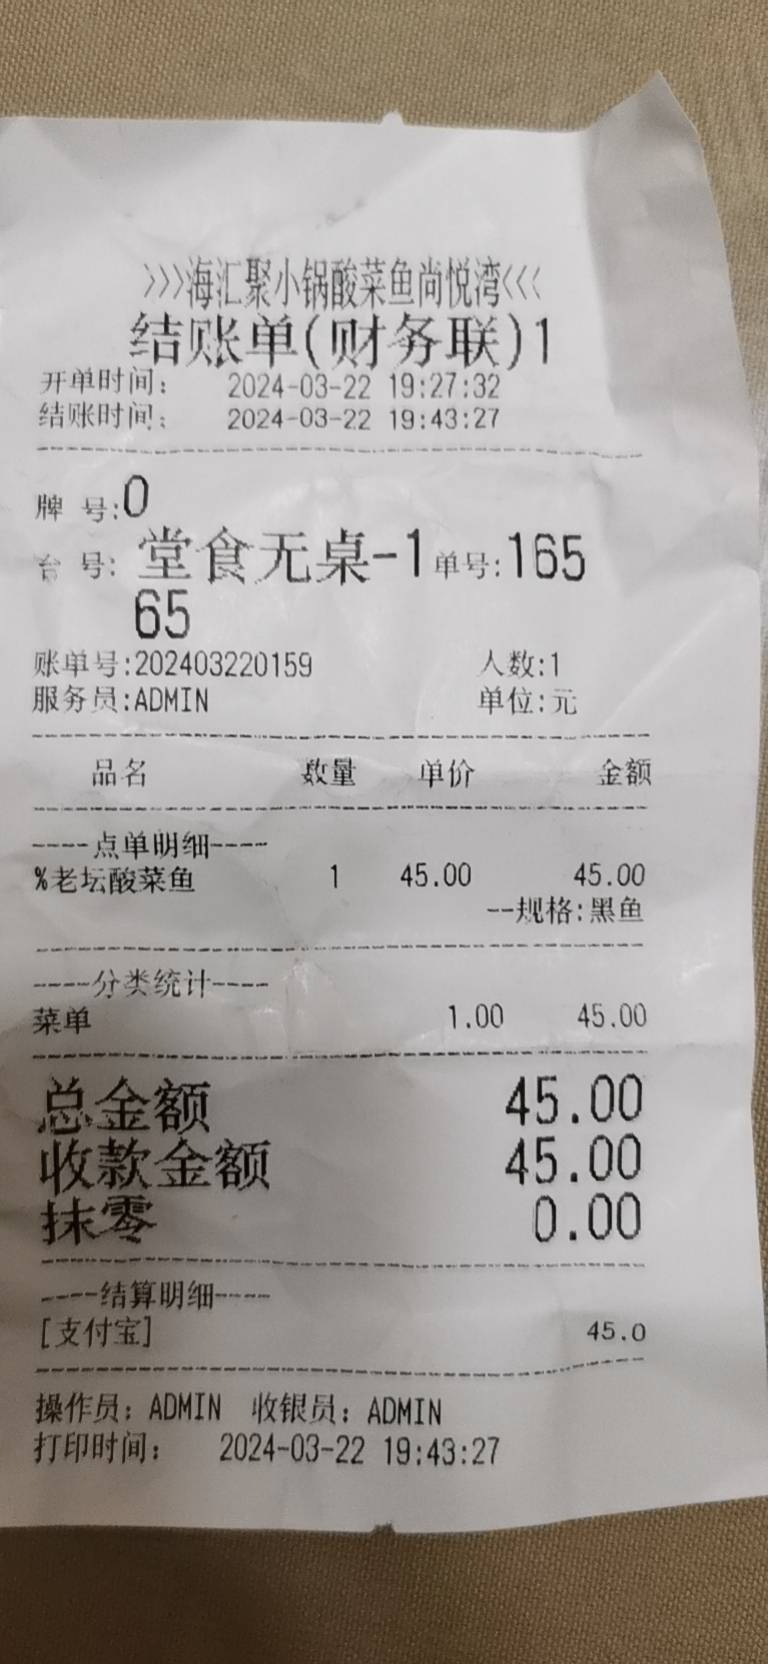 >>>海汇聚小锅酸菜鱼尚悦湾<<<
结账单(财务联)1
开单时间: 2024-03-22 19:27:32
结账时间: 2024-03-22 19:43:27
牌 号:0
台 号: 堂食无桌-1 单号:165
65
账单号:202403220159 人数:1
服务员:ADMIN 单位:元
品名 数量 单价 金额
----点单明细----
%老坛酸菜鱼 1 45.00 45.00
--规格:黑鱼
----分类统计----
菜单 1.00 45.00
总金额 45.00
收款金额 45.00
抹零 0.00
----结算明细----
[支付宝] 45.0
操作员: ADMIN 收银员: ADMIN
打印时间: 2024-03-22 19:43:27